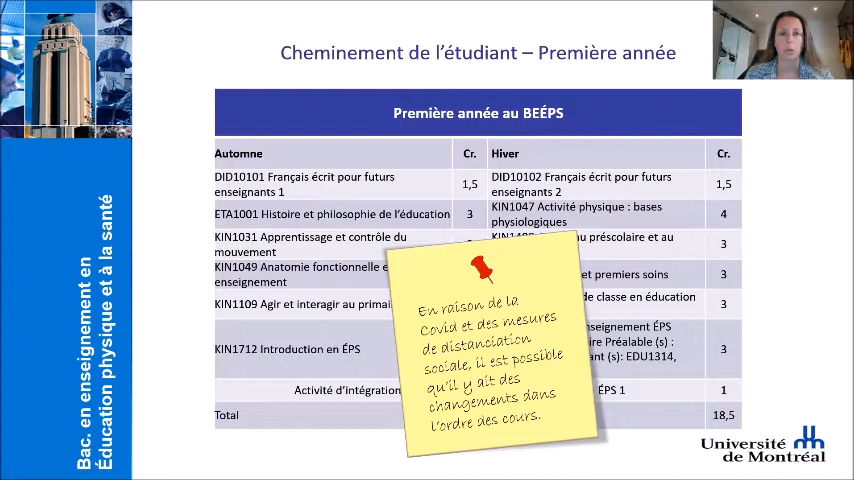 Cheminement de l'étudiant – Première année
Première année au BEÉPS
Automne Cr. Hiver Cr.
DID10101 Français écrit pour futurs
enseignants 1
1,5
DID10102 Français écrit pour futurs
enseignants 2
1,5
ETA1001 Histoire et philosophie de l'éducation 3
KIN1047 Activité physique : bases
physiologiques
4
KIN1031 Apprentissage et contrôle du
mouvement
au préscolaire et au
3
KIN1049 Anatomie fonctionnelle
enseignement
et premiers soins
3
KIN1109 Agir et interagir au
de classe en éducation
3
KIN1712 Introduction en ÉPS
ÉPS
Préalable (s) :
(s): EDU1314,
3
Activité d'intégration
ÉPS 1
1
Total
18,5
En raison de la
Covid et des mesures
de distanciation
sociale, il est possible
qu'il y ait des
changements dans
l'ordre des cours.
Bac. en enseignement en
Éducation physique et à la santé
Université
de Montréal